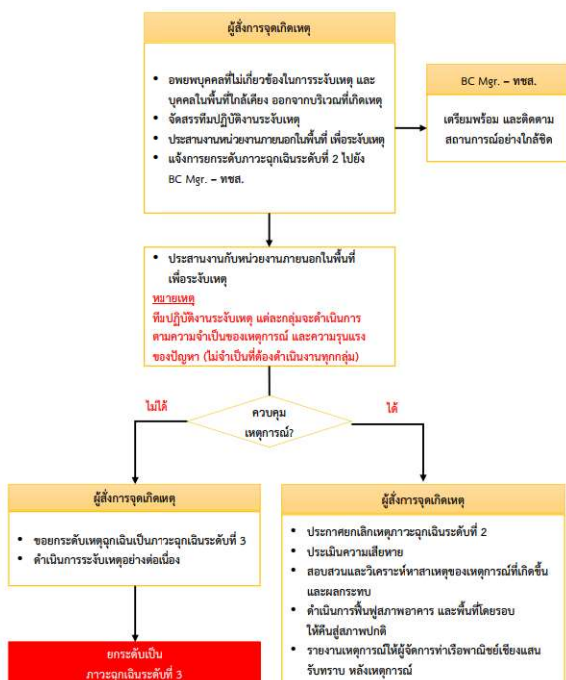 ผู้สั่งการจุดเกิดเหตุ
• อพยพบุคคลที่ไม่เกี่ยวข้องในการระงับเหตุ และ
บุคคลในพื้นที่ใกล้เคียง ออกจากบริเวณที่เกิดเหตุ
• จัดสรรทีมปฏิบัติงานระงับเหตุ
• ประสานงานหน่วยงานภายนอกในพื้นที่ เพื่อระงับเหตุ
• แจ้งการยกระดับภาวะฉุกเฉินระดับที่ 2 ไปยัง
BC Mgr. – ทชส.
BC Mgr. – ทชส.
เตรียมพร้อม และติดตาม
สถานการณ์อย่างใกล้ชิด
• ประสานงานกับหน่วยงานภายนอกในพื้นที่
เพื่อระงับเหตุ
หมายเหตุ
ทีมปฏิบัติงานระงับเหตุ แต่ละกลุ่มจะดำเนินการ
ตามความจำเป็นของเหตุการณ์ และความรุนแรง
ของปัญหา (ไม่จำเป็นที่ต้องดำเนินงานทุกกลุ่ม)
ควบคุม
เหตุการณ์?
ไม่ได้
ได้
ผู้สั่งการจุดเกิดเหตุ
• ขอยกระดับเหตุฉุกเฉินเป็นภาวะฉุกเฉินระดับที่ 3
• ดำเนินการระงับเหตุอย่างต่อเนื่อง
ยกระดับเป็น
ภาวะฉุกเฉินระดับที่ 3
ผู้สั่งการจุดเกิดเหตุ
• ประกาศยกเลิกเหตุภาวะฉุกเฉินระดับที่ 2
• ประเมินความเสียหาย
• สอบสวนและวิเคราะห์หาสาเหตุของเหตุการณ์ที่เกิดขึ้น
และผลกระทบ
• ดำเนินการฟื้นฟูสภาพอาคาร และพื้นที่โดยรอบ
ให้คืนสู่สภาพปกติ
• รายงานเหตุการณ์ให้ผู้จัดการท่าเรือพาณิชย์เชียงแสน
รับทราบ หลังเหตุการณ์